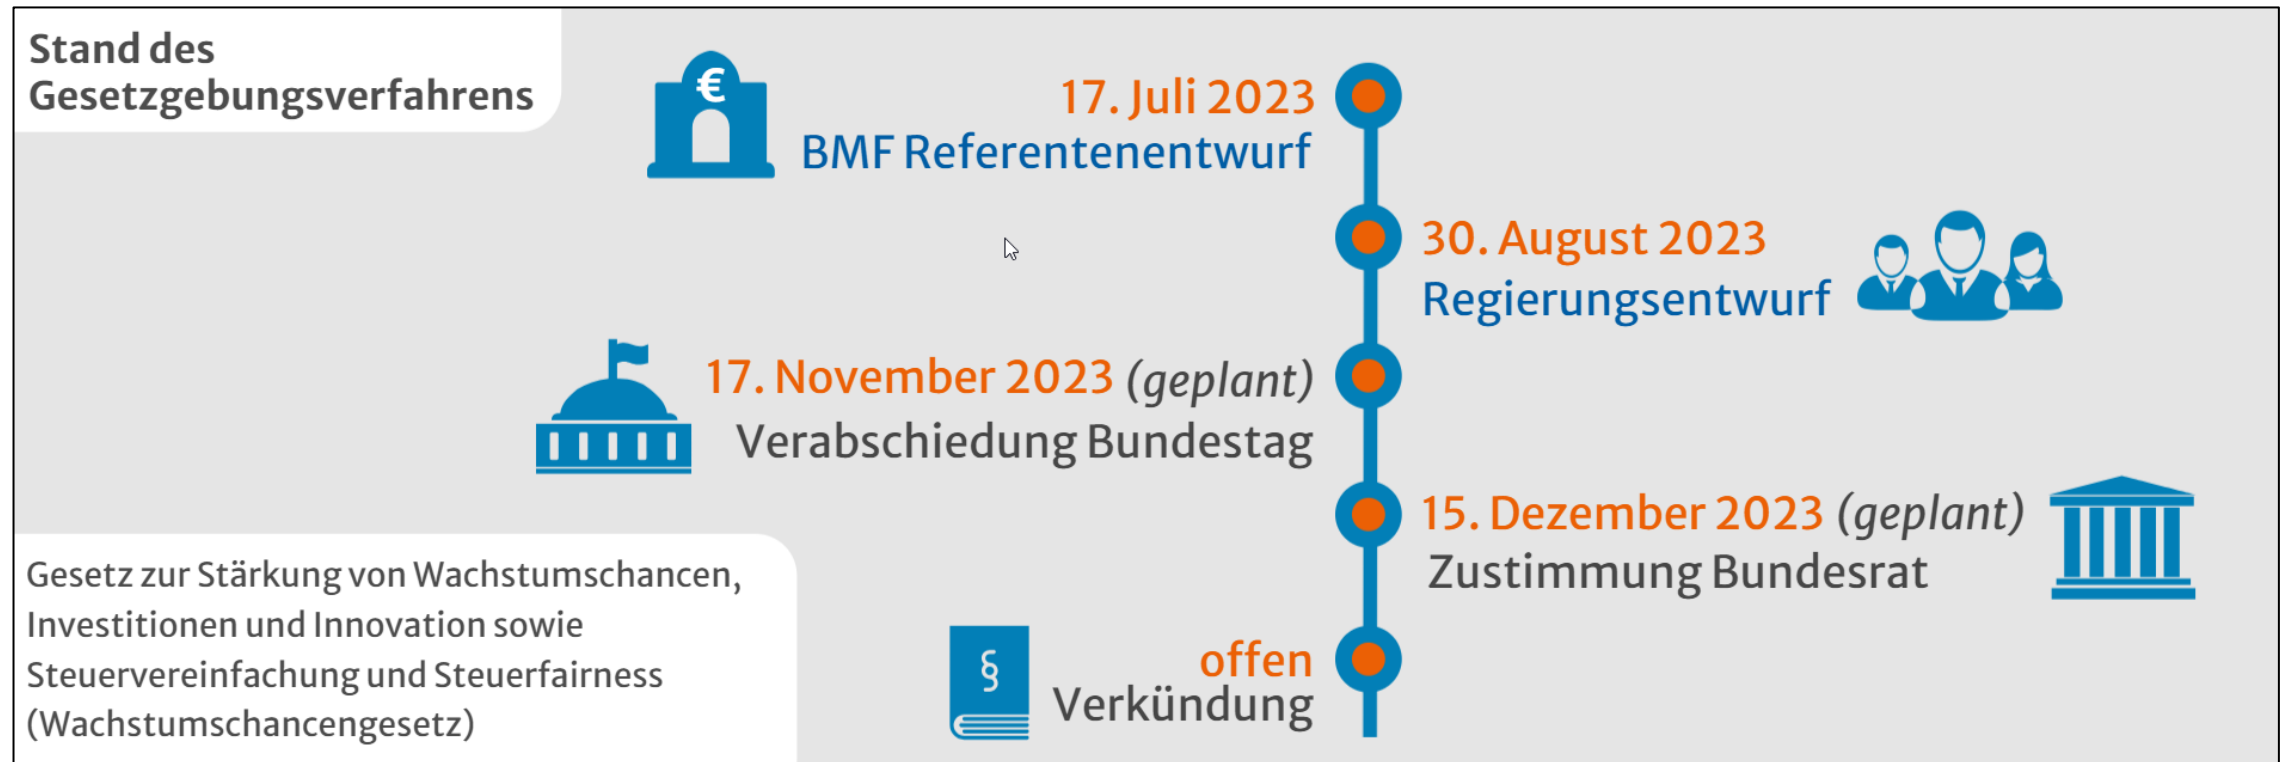 Stand des
Gesetzgebungsverfahrens
€
17. Juli 2023
BMF Referentenentwurf
30. August 2023
Regierungsentwurf
17. November 2023 (geplant)
Verabschiedung Bundestag
15. Dezember 2023 (geplant)
Zustimmung Bundesrat
§
offen
Verkündung
Gesetz zur Stärkung von Wachstumschancen,
Investitionen und Innovation sowie
Steuervereinfachung und Steuerfairness
(Wachstumschancengesetz)